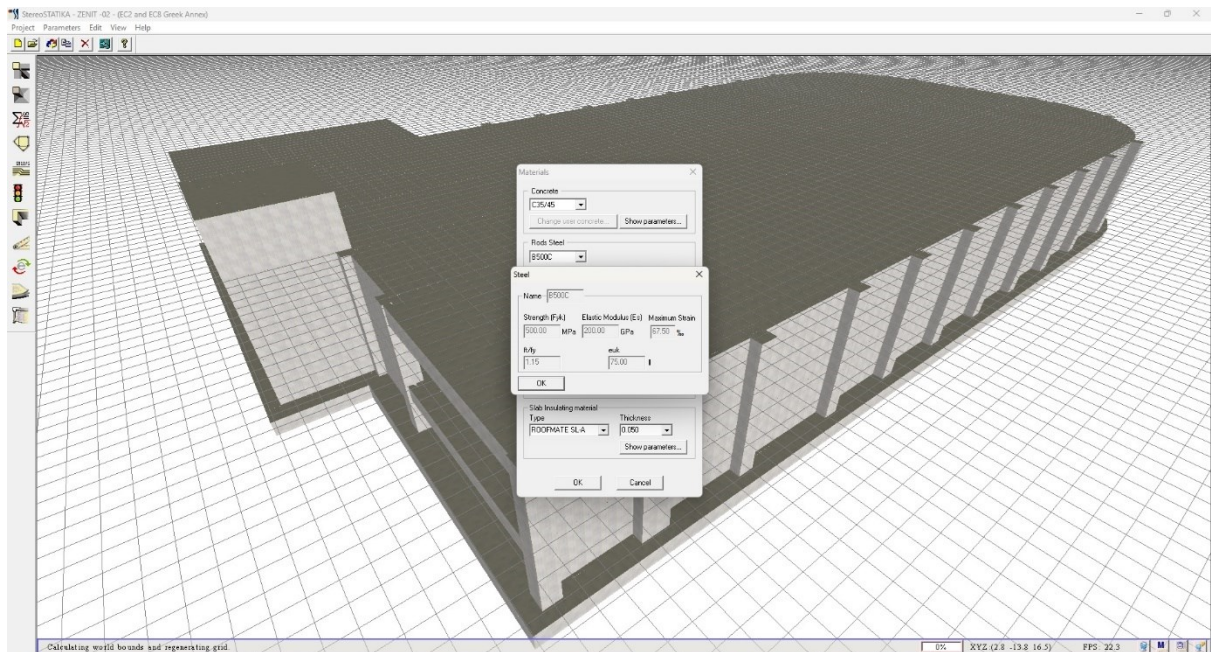 StereoSTATIKA - ZENIT -02 - (EC2 and EC8 Greek Annex)
Project Parameters Edit View Help
Materials
Concrete
C35/45
Change user concrete... Show parameters...
Rods Steel
B500C
Steel
Name B500C
Strength (Fyk) Elastic Modulus (Es) Maximum Strain
500.00 MPa 200.00 GPa 67.50 ‰
ft/fy euk
1.15 75.00
OK
Slab Insulating material
Type Thickness
ROOFMATE SL-A 0.050
Show parameters...
OK Cancel
Calculating world bounds and regenerating grid 0% XYZ (2.8 -13.8 16.5) FPS: 22.3 M